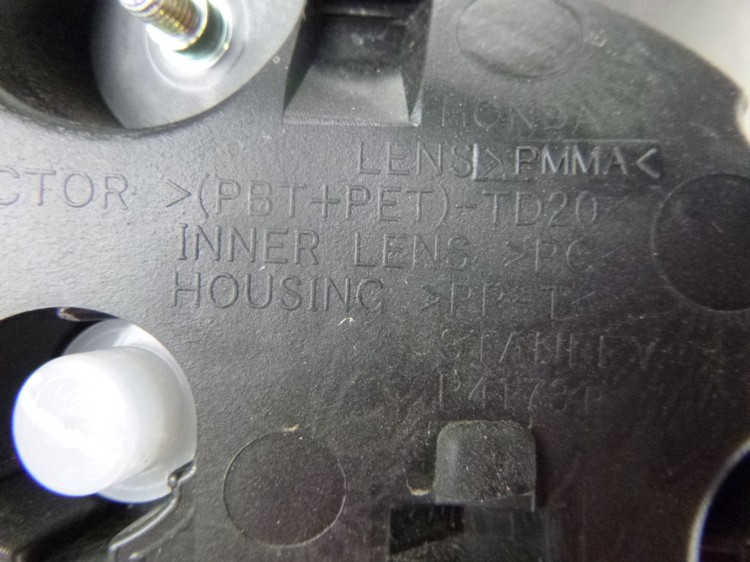 HONDA
LENS >PMMA<
CTOR >(PBT+PET)-TD20<
INNER LENS >PC<
HOUSING >PP-T<
STANLEY